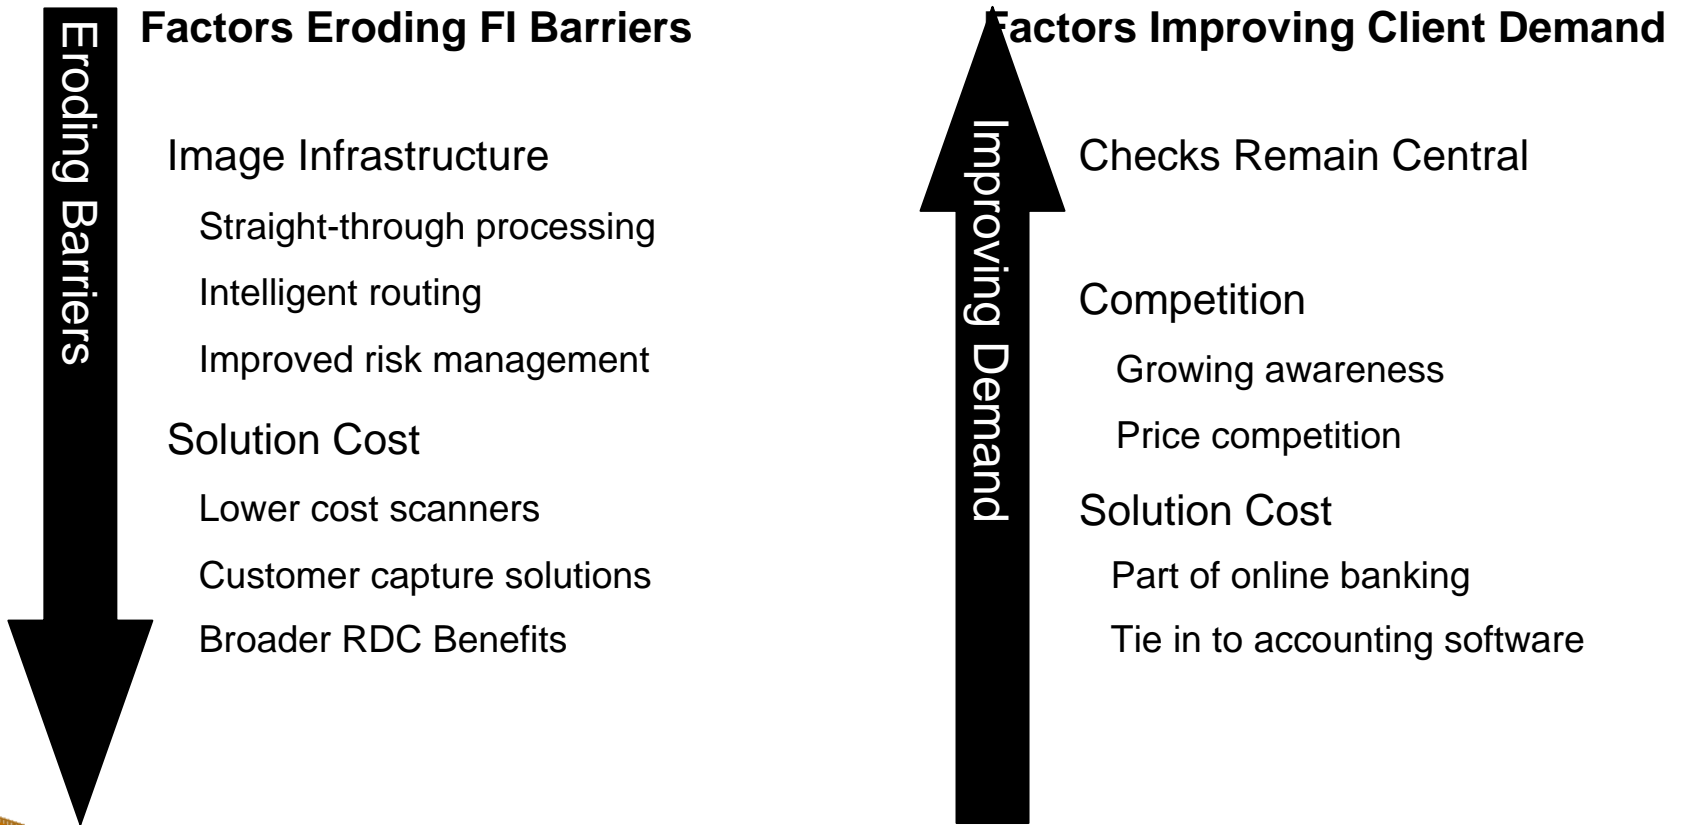 Factors Eroding FI Barriers
Eroding Barriers
Image Infrastructure
Straight-through processing
Intelligent routing
Improved risk management
Solution Cost
Lower cost scanners
Customer capture solutions
Broader RDC Benefits
Factors Improving Client Demand
Improving Demand
Checks Remain Central
Competition
Growing awareness
Price competition
Solution Cost
Part of online banking
Tie in to accounting software